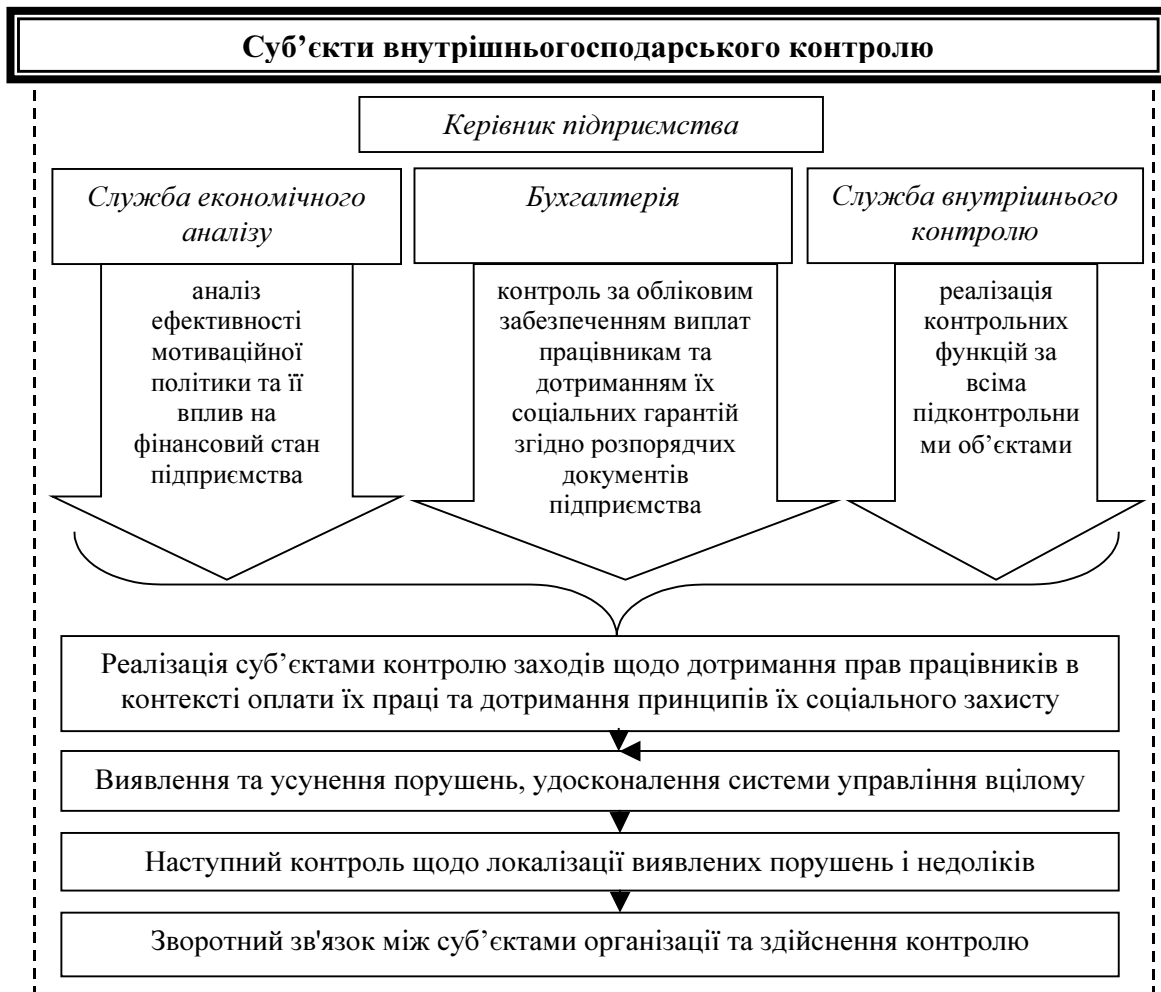 Суб’єкти внутрішньогосподарського контролю
Керівник підприємства
Служба економічного
аналізу
Бухгалтерія
Служба внутрішнього
контролю
аналіз
ефективності
мотиваційної
політики та її
вплив на
фінансовий стан
підприємства
контроль за обліковим
забезпеченням виплат
працівникам та
дотриманням їх
соціальних гарантій
згідно розпорядчих
документів
підприємства
реалізація
контрольних
функцій за
всіма
підконтрольни
ми об’єктами
Реалізація суб’єктами контролю заходів щодо дотримання прав працівників в
контексті оплати їх праці та дотримання принципів їх соціального захисту
Виявлення та усунення порушень, удосконалення системи управління вцілому
Наступний контроль щодо локалізації виявлених порушень і недоліків
Зворотний зв'язок між суб’єктами організації та здійснення контролю